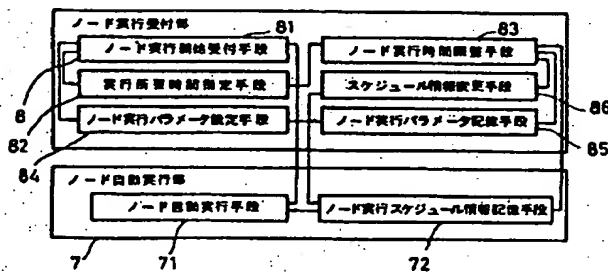 ノード実行受付部
81
83
ノード実行開始受付手段
ノード実行時間調整手段
8
実行所要時間指定手段
スケジュール情報変更手段
82
86
ノード実行パラメータ設定手段
ノード実行パラメータ記憶手段
84
85
ノード自動実行部
ノード自動実行手段
ノード実行スケジュール情報記憶手段
7
71
72